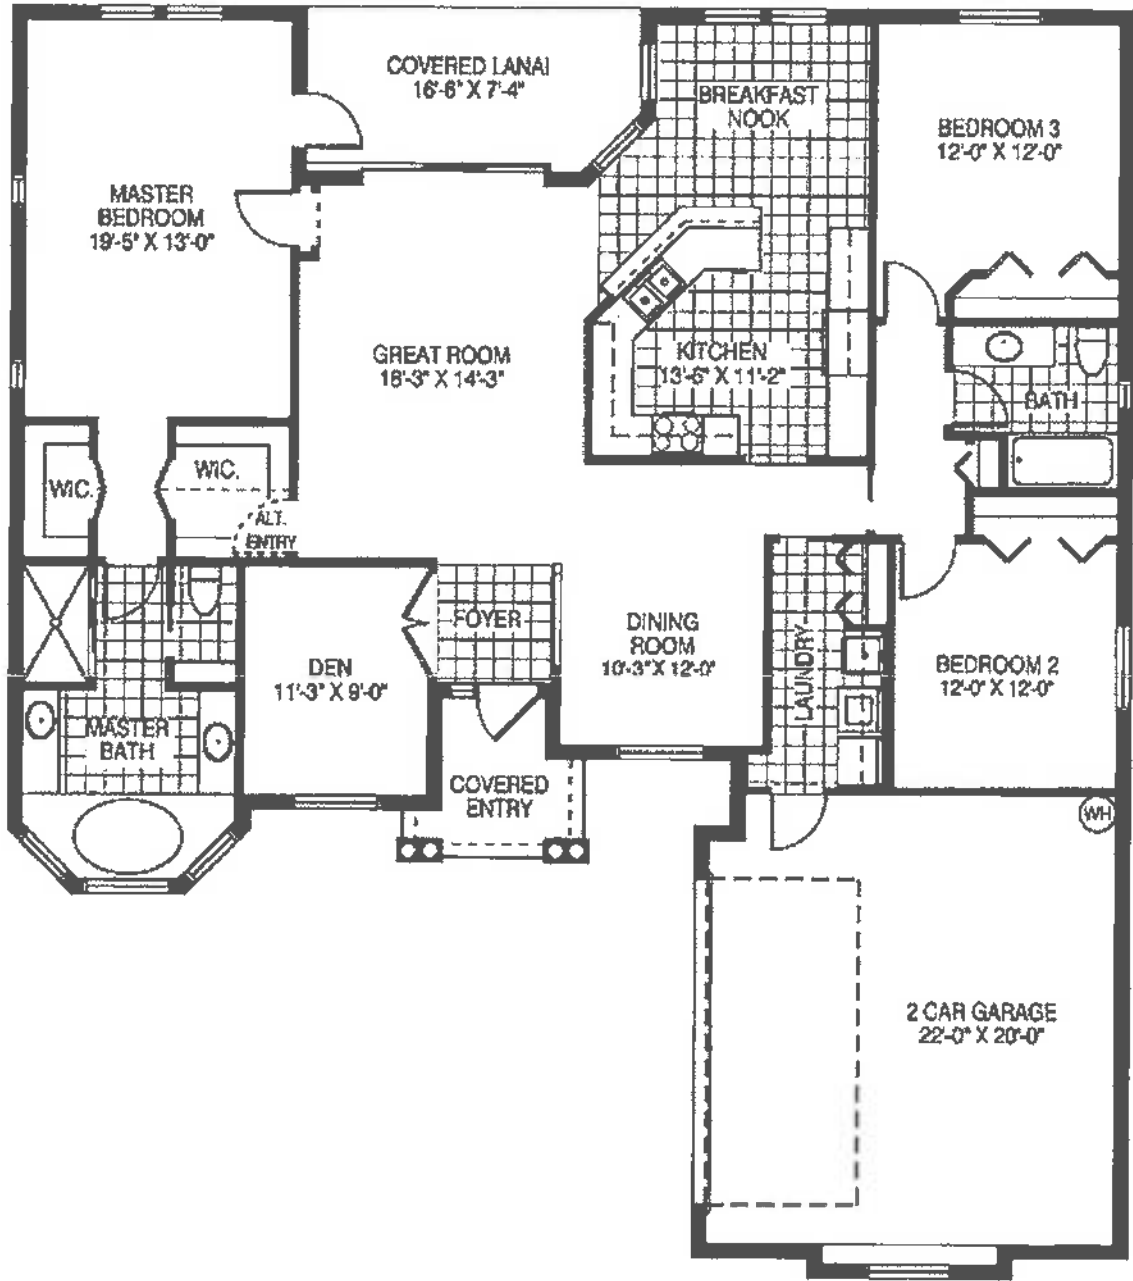 COVERED LANAI
16'-6" X 7'-4"
BREAKFAST
NOOK
BEDROOM 3
12'-0" X 12'-0"
MASTER
BEDROOM
19'-5" X 13'-0"
GREAT ROOM
16'-3" X 14'-3"
KITCHEN
13'-6" X 11'-2"
BATH
WIC.
WIC.
ALT.
ENTRY
FOYER
DINING
ROOM
10'-3" X 12'-0"
LAUNDRY
BEDROOM 2
12'-0" X 12'-0"
DEN
11'-3" X 9'-0"
MASTER
BATH
COVERED
ENTRY
WH
2 CAR GARAGE
22'-0" X 20'-0"